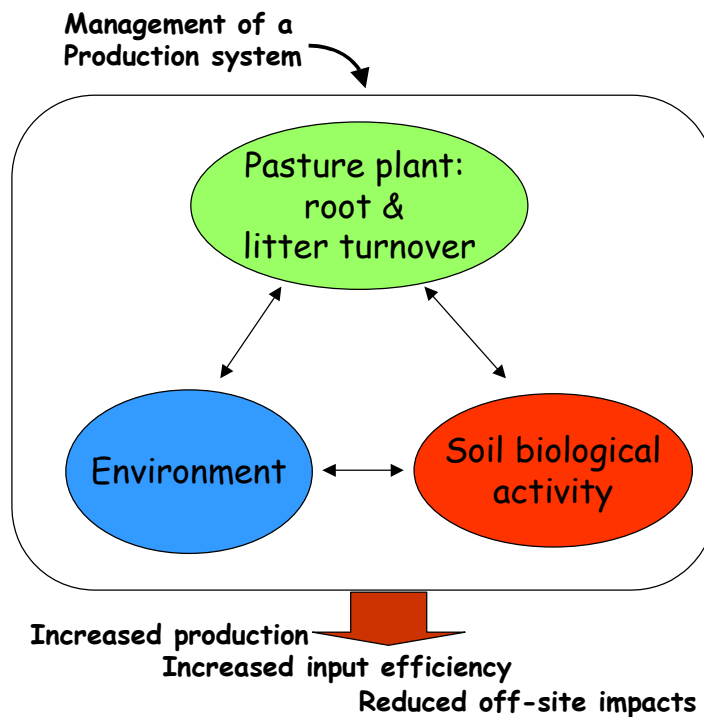 Management of a
Production system
Pasture plant:
root &
litter turnover
Environment
Soil biological
activity
Increased production
Increased input efficiency
Reduced off-site impacts